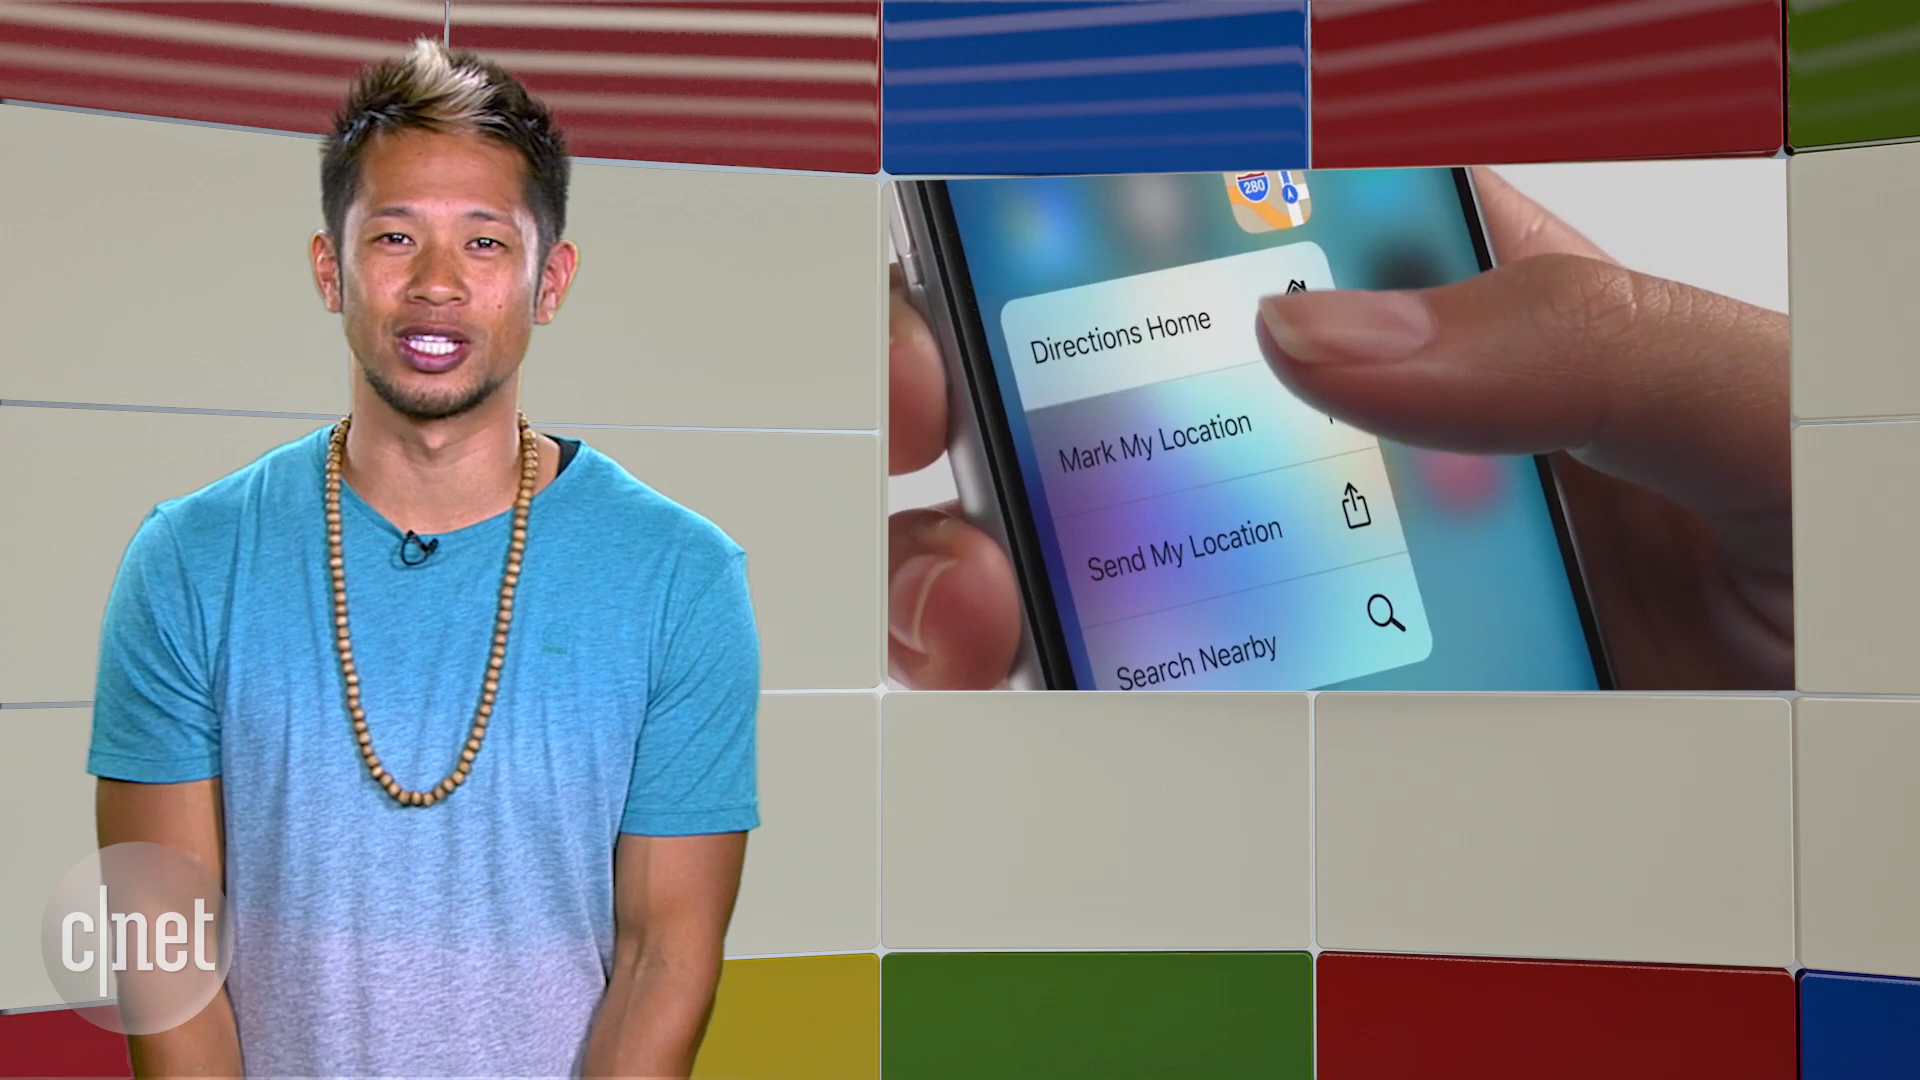 280
Directions Home
Mark My Location
Send My Location
Search Nearby
c|net